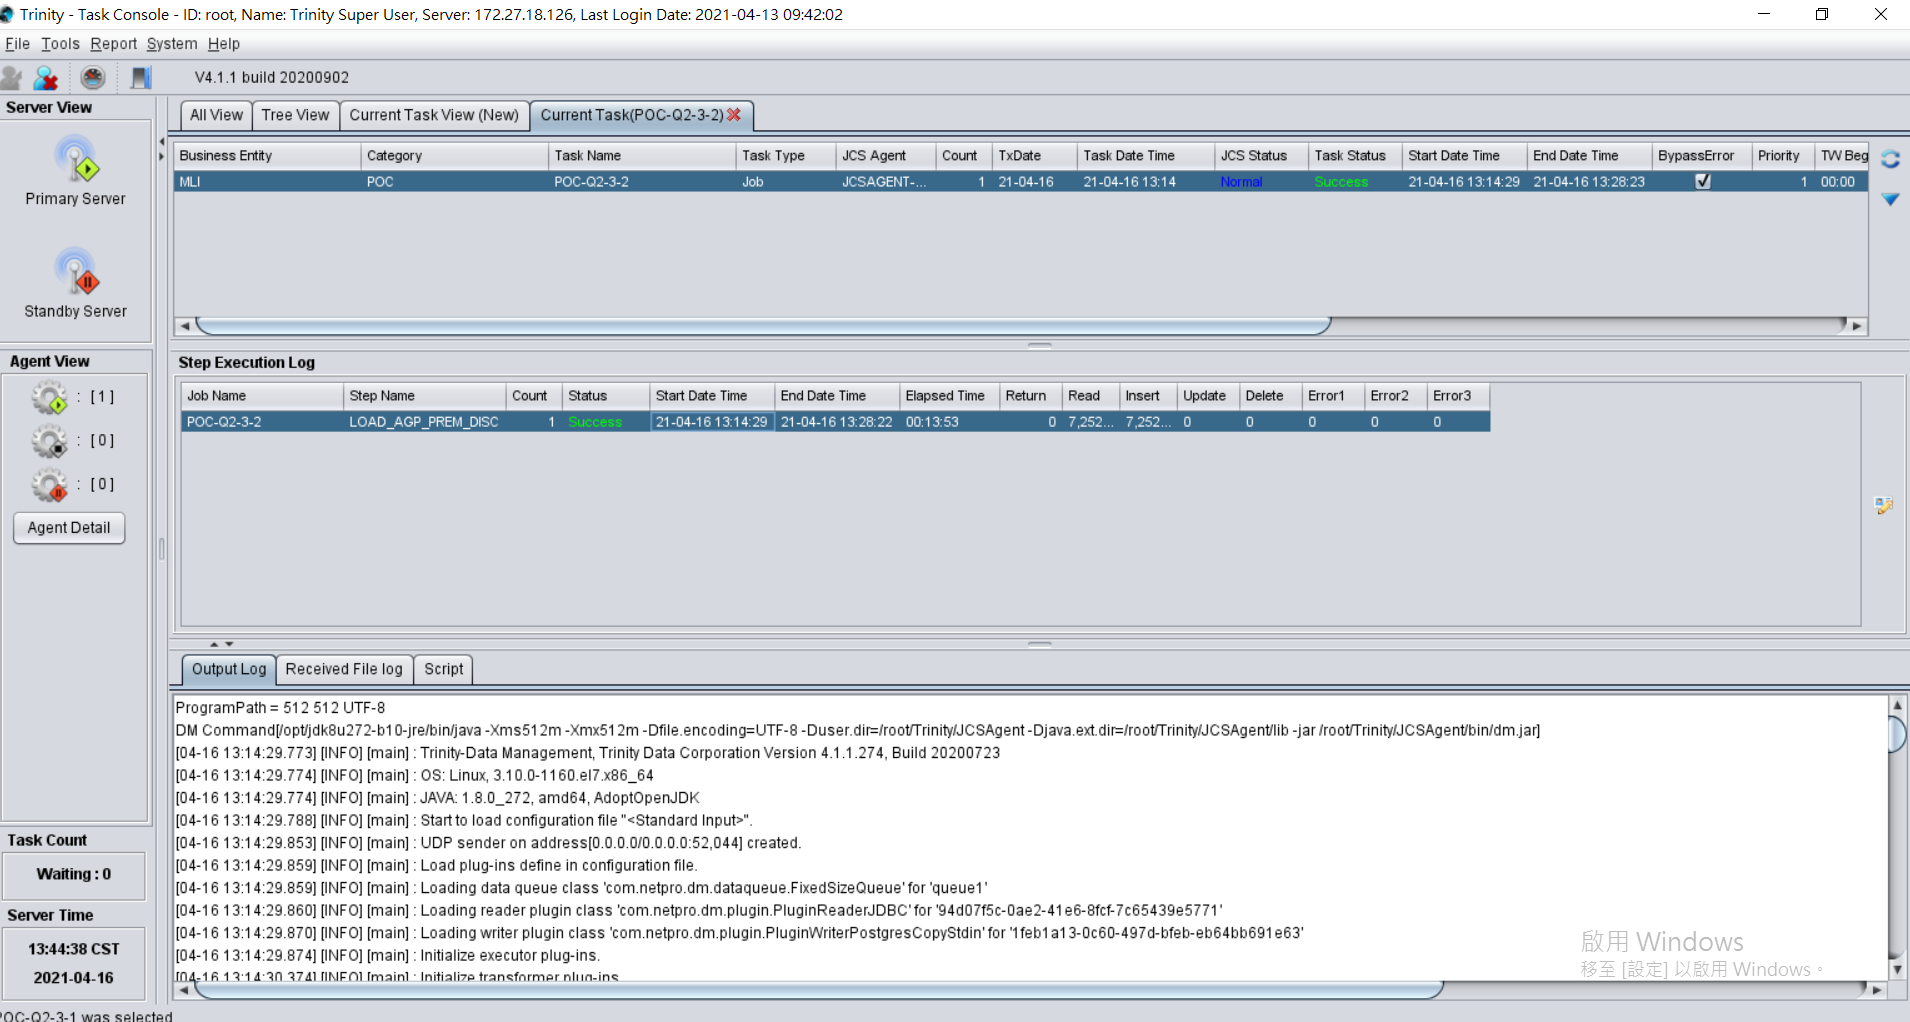 Trinity - Task Console - ID: root, Name: Trinity Super User, Server: 172.27.18.126, Last Login Date: 2021-04-13 09:42:02
File Tools Report System Help
V4.1.1 build 20200902
Server View
Primary Server
Standby Server
Agent View
: [ 1 ]
: [ 0 ]
: [ 0 ]
Agent Detail
Task Count
Waiting : 0
Server Time
13:44:38 CST
2021-04-16
All View Tree View Current Task View (New) Current Task(POC-Q2-3-2)
Business Entity Category Task Name Task Type JCS Agent Count TxDate Task Date Time JCS Status Task Status Start Date Time End Date Time BypassError Priority TW Beg
MLI POC POC-Q2-3-2 Job JCSAGENT-... 1 21-04-16 21-04-16 13:14 Normal Success 21-04-16 13:14:29 21-04-16 13:28:23 1 00:00
Step Execution Log
Job Name Step Name Count Status Start Date Time End Date Time Elapsed Time Return Read Insert Update Delete Error1 Error2 Error3
POC-Q2-3-2 LOAD_AGP_PREM_DISC 1 Success 21-04-16 13:14:29 21-04-16 13:28:22 00:13:53 0 7,252... 7,252... 0 0 0 0 0
Output Log Received File log Script
ProgramPath = 512 512 UTF-8
DM Command[/opt/jdk8u272-b10-jre/bin/java -Xms512m -Xmx512m -Dfile.encoding=UTF-8 -Duser.dir=/root/Trinity/JCSAgent -Djava.ext.dir=/root/Trinity/JCSAgent/lib -jar /root/Trinity/JCSAgent/bin/dm.jar]
[04-16 13:14:29.773] [INFO] [main] : Trinity-Data Management, Trinity Data Corporation Version 4.1.1.274, Build 20200723
[04-16 13:14:29.774] [INFO] [main] : OS: Linux, 3.10.0-1160.el7.x86_64
[04-16 13:14:29.774] [INFO] [main] : JAVA: 1.8.0_272, amd64, AdoptOpenJDK
[04-16 13:14:29.788] [INFO] [main] : Start to load configuration file "<Standard Input>".
[04-16 13:14:29.853] [INFO] [main] : UDP sender on address[0.0.0.0/0.0.0.0:52,044] created.
[04-16 13:14:29.859] [INFO] [main] : Load plug-ins define in configuration file.
[04-16 13:14:29.859] [INFO] [main] : Loading data queue class 'com.netpro.dm.dataqueue.FixedSizeQueue' for 'queue1'
[04-16 13:14:29.860] [INFO] [main] : Loading reader plugin class 'com.netpro.dm.plugin.PluginReaderJDBC' for '94d07f5c-0ae2-41e6-8fcf-7c65439e5771'
[04-16 13:14:29.870] [INFO] [main] : Loading writer plugin class 'com.netpro.dm.plugin.PluginWriterPostgresCopyStdin' for '1feb1a13-0c60-497d-bfeb-eb64bb691e63'
[04-16 13:14:29.874] [INFO] [main] : Initialize executor plug-ins.
[04-16 13:14:30.374] [INFO] [main] : Initialize transformer plug-ins
啟用 Windows
移至 [設定] 以啟用 Windows。
POC-Q2-3-1 was selected